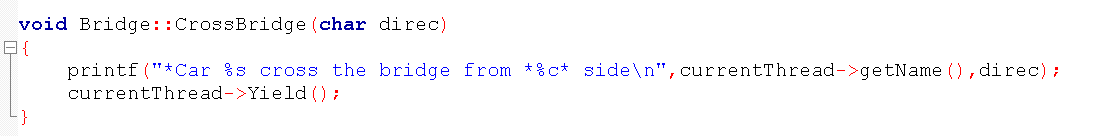 void Bridge::CrossBridge(char direc)
{
    printf("*Car %s cross the bridge from *%c* side\n",currentThread->getName(),direc);
    currentThread->Yield();
}